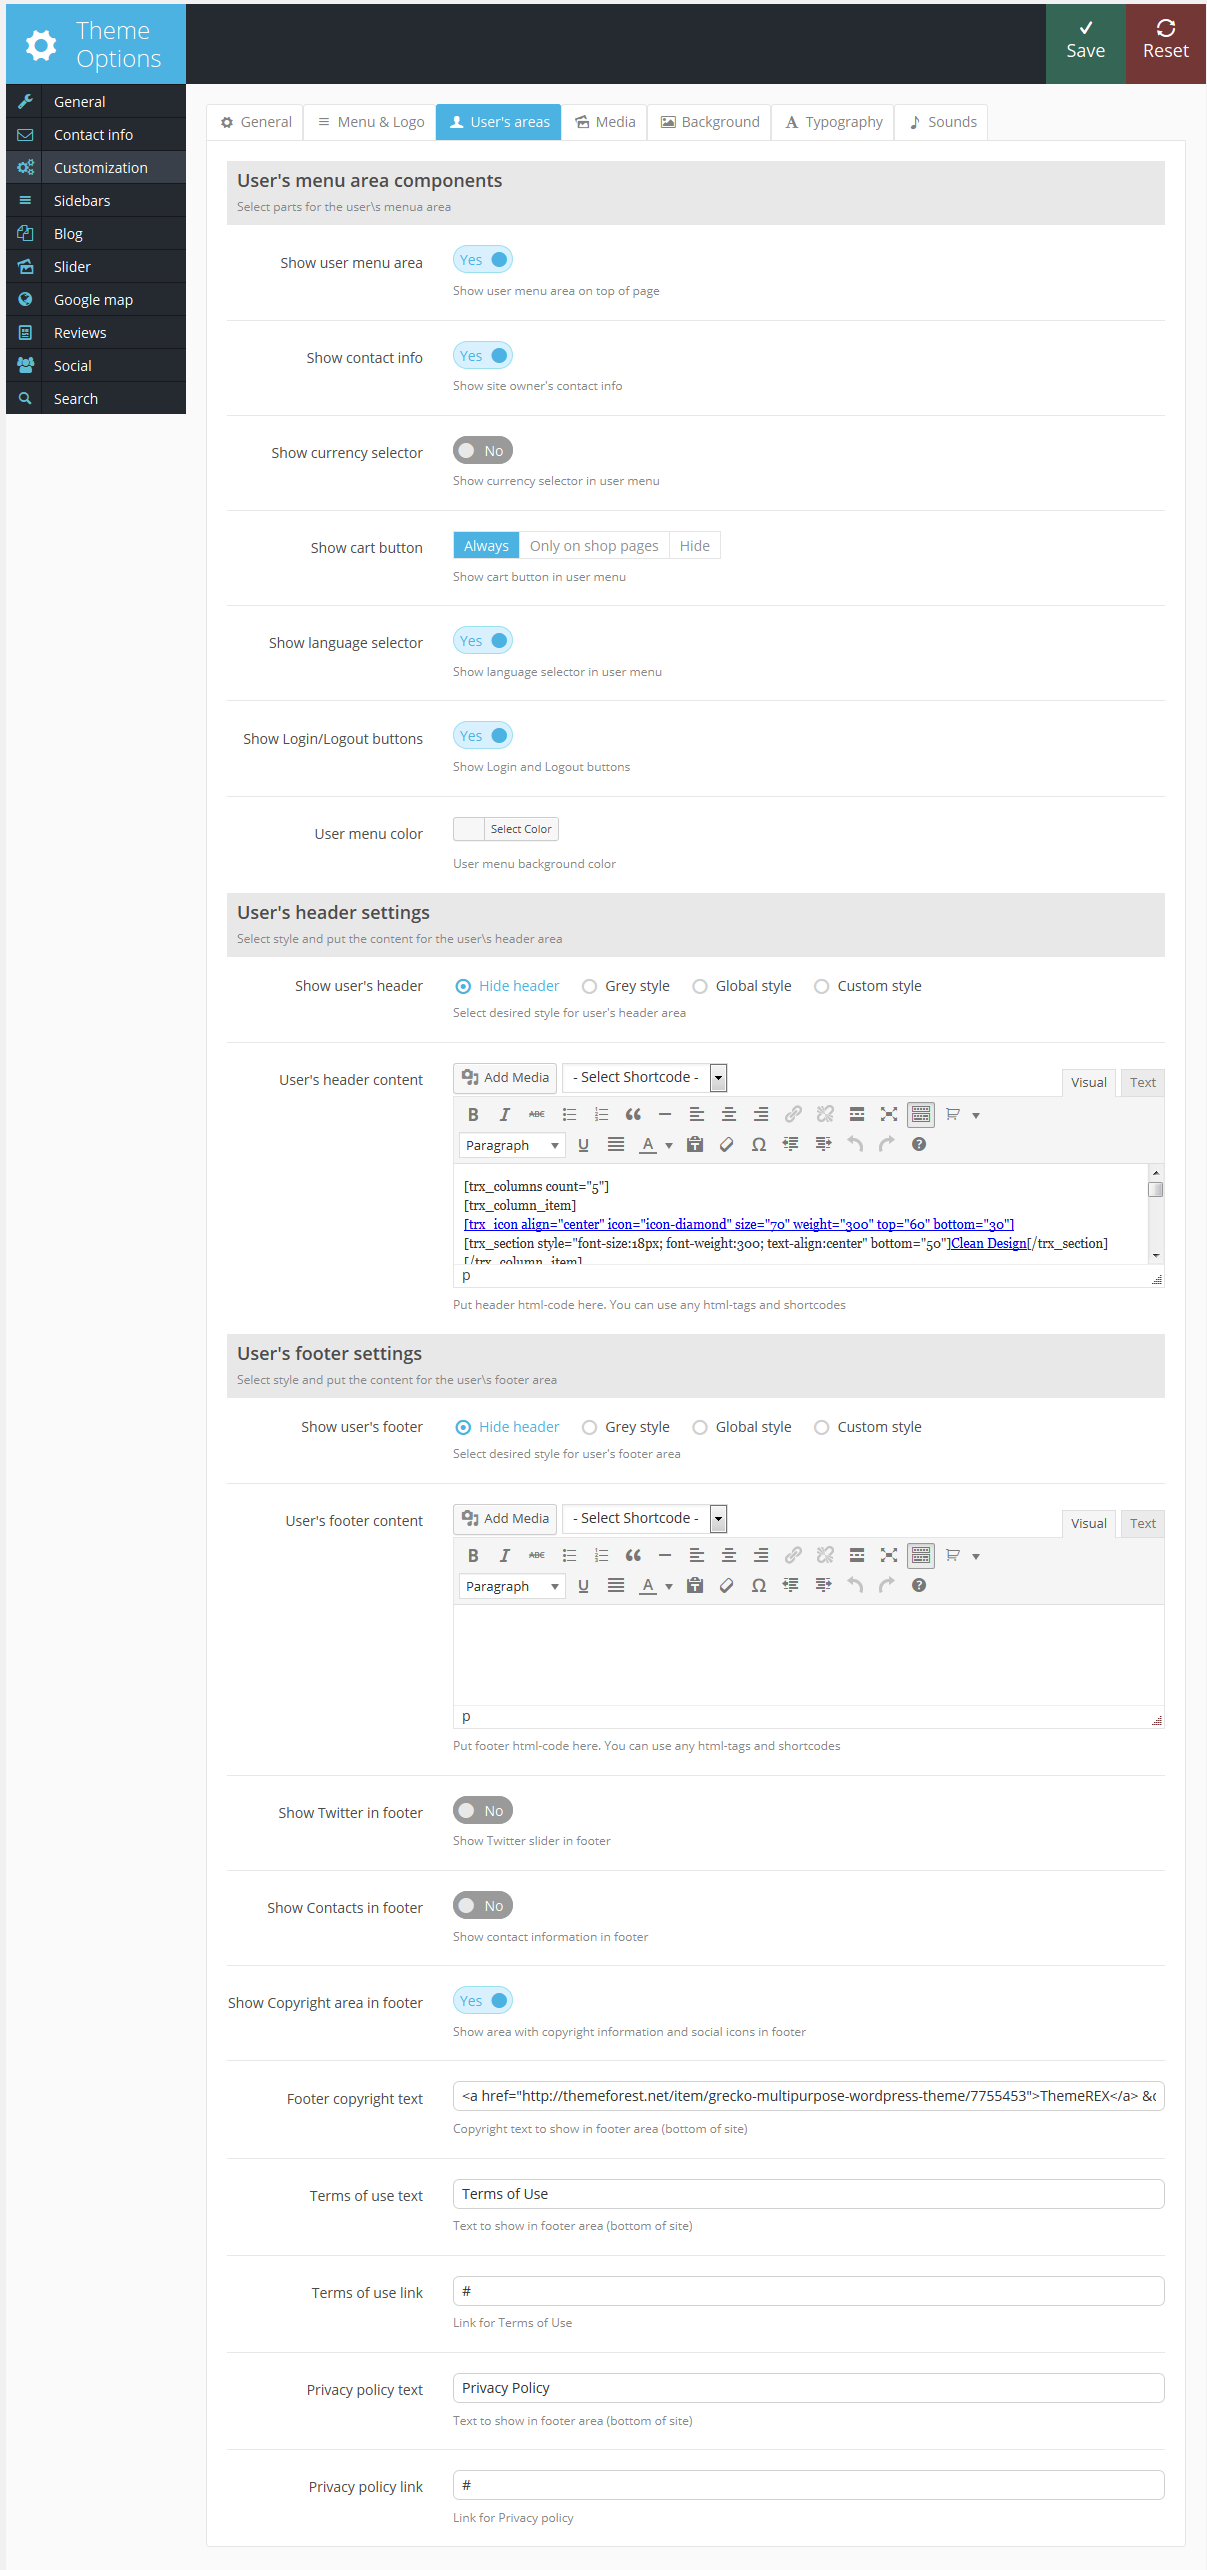 Theme
Options
Save
Reset
General
Contact info
Customization
Sidebars
Blog
Slider
Google map
Reviews
Social
Search
General Menu & Logo User's areas Media Background Typography Sounds
User's menu area components
Select parts for the user\s menua area
Show user menu area Yes
Show user menu area on top of page
Show contact info Yes
Show site owner's contact info
Show currency selector No
Show currency selector in user menu
Show cart button Always Only on shop pages Hide
Show cart button in user menu
Show language selector Yes
Show language selector in user menu
Show Login/Logout buttons Yes
Show Login and Logout buttons
User menu color Select Color
User menu background color
User's header settings
Select style and put the content for the user\s header area
Show user's header Hide header Grey style Global style Custom style
Select desired style for user's header area
User's header content Add Media - Select Shortcode - Visual Text
B I ABC
Paragraph U A Ω
[trx_columns count="5"]
[trx_column_item]
[trx_icon align="center" icon="icon-diamond" size="70" weight="300" top="60" bottom="30"]
[trx_section style="font-size:18px; font-weight:300; text-align:center" bottom="50"]Clean Design[/trx_section]
[/trx_column_item]
p
Put header html-code here. You can use any html-tags and shortcodes
User's footer settings
Select style and put the content for the user\s footer area
Show user's footer Hide header Grey style Global style Custom style
Select desired style for user's footer area
User's footer content Add Media - Select Shortcode - Visual Text
B I ABC
Paragraph U A Ω
p
Put footer html-code here. You can use any html-tags and shortcodes
Show Twitter in footer No
Show Twitter slider in footer
Show Contacts in footer No
Show contact information in footer
Show Copyright area in footer Yes
Show area with copyright information and social icons in footer
Footer copyright text <a href="http://themeforest.net/item/grecko-multipurpose-wordpress-theme/7755453">ThemeREX</a> &c
Copyright text to show in footer area (bottom of site)
Terms of use text Terms of Use
Text to show in footer area (bottom of site)
Terms of use link #
Link for Terms of Use
Privacy policy text Privacy Policy
Text to show in footer area (bottom of site)
Privacy policy link #
Link for Privacy policy